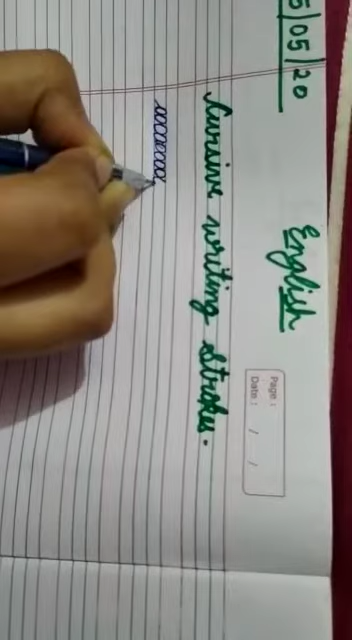 5/05/20
English
Page :
Date : / /
Cursive writing strokes.